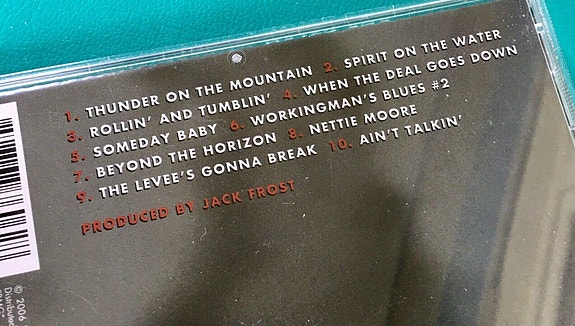 1. THUNDER ON THE MOUNTAIN 2. SPIRIT ON THE WATER
3. ROLLIN' AND TUMBLIN' 4. WHEN THE DEAL GOES DOWN
5. SOMEDAY BABY 6. WORKINGMAN'S BLUES #2
7. BEYOND THE HORIZON 8. NETTIE MOORE
9. THE LEVEE'S GONNA BREAK 10. AIN'T TALKIN'
PRODUCED BY JACK FROST
© 2006
Distributed